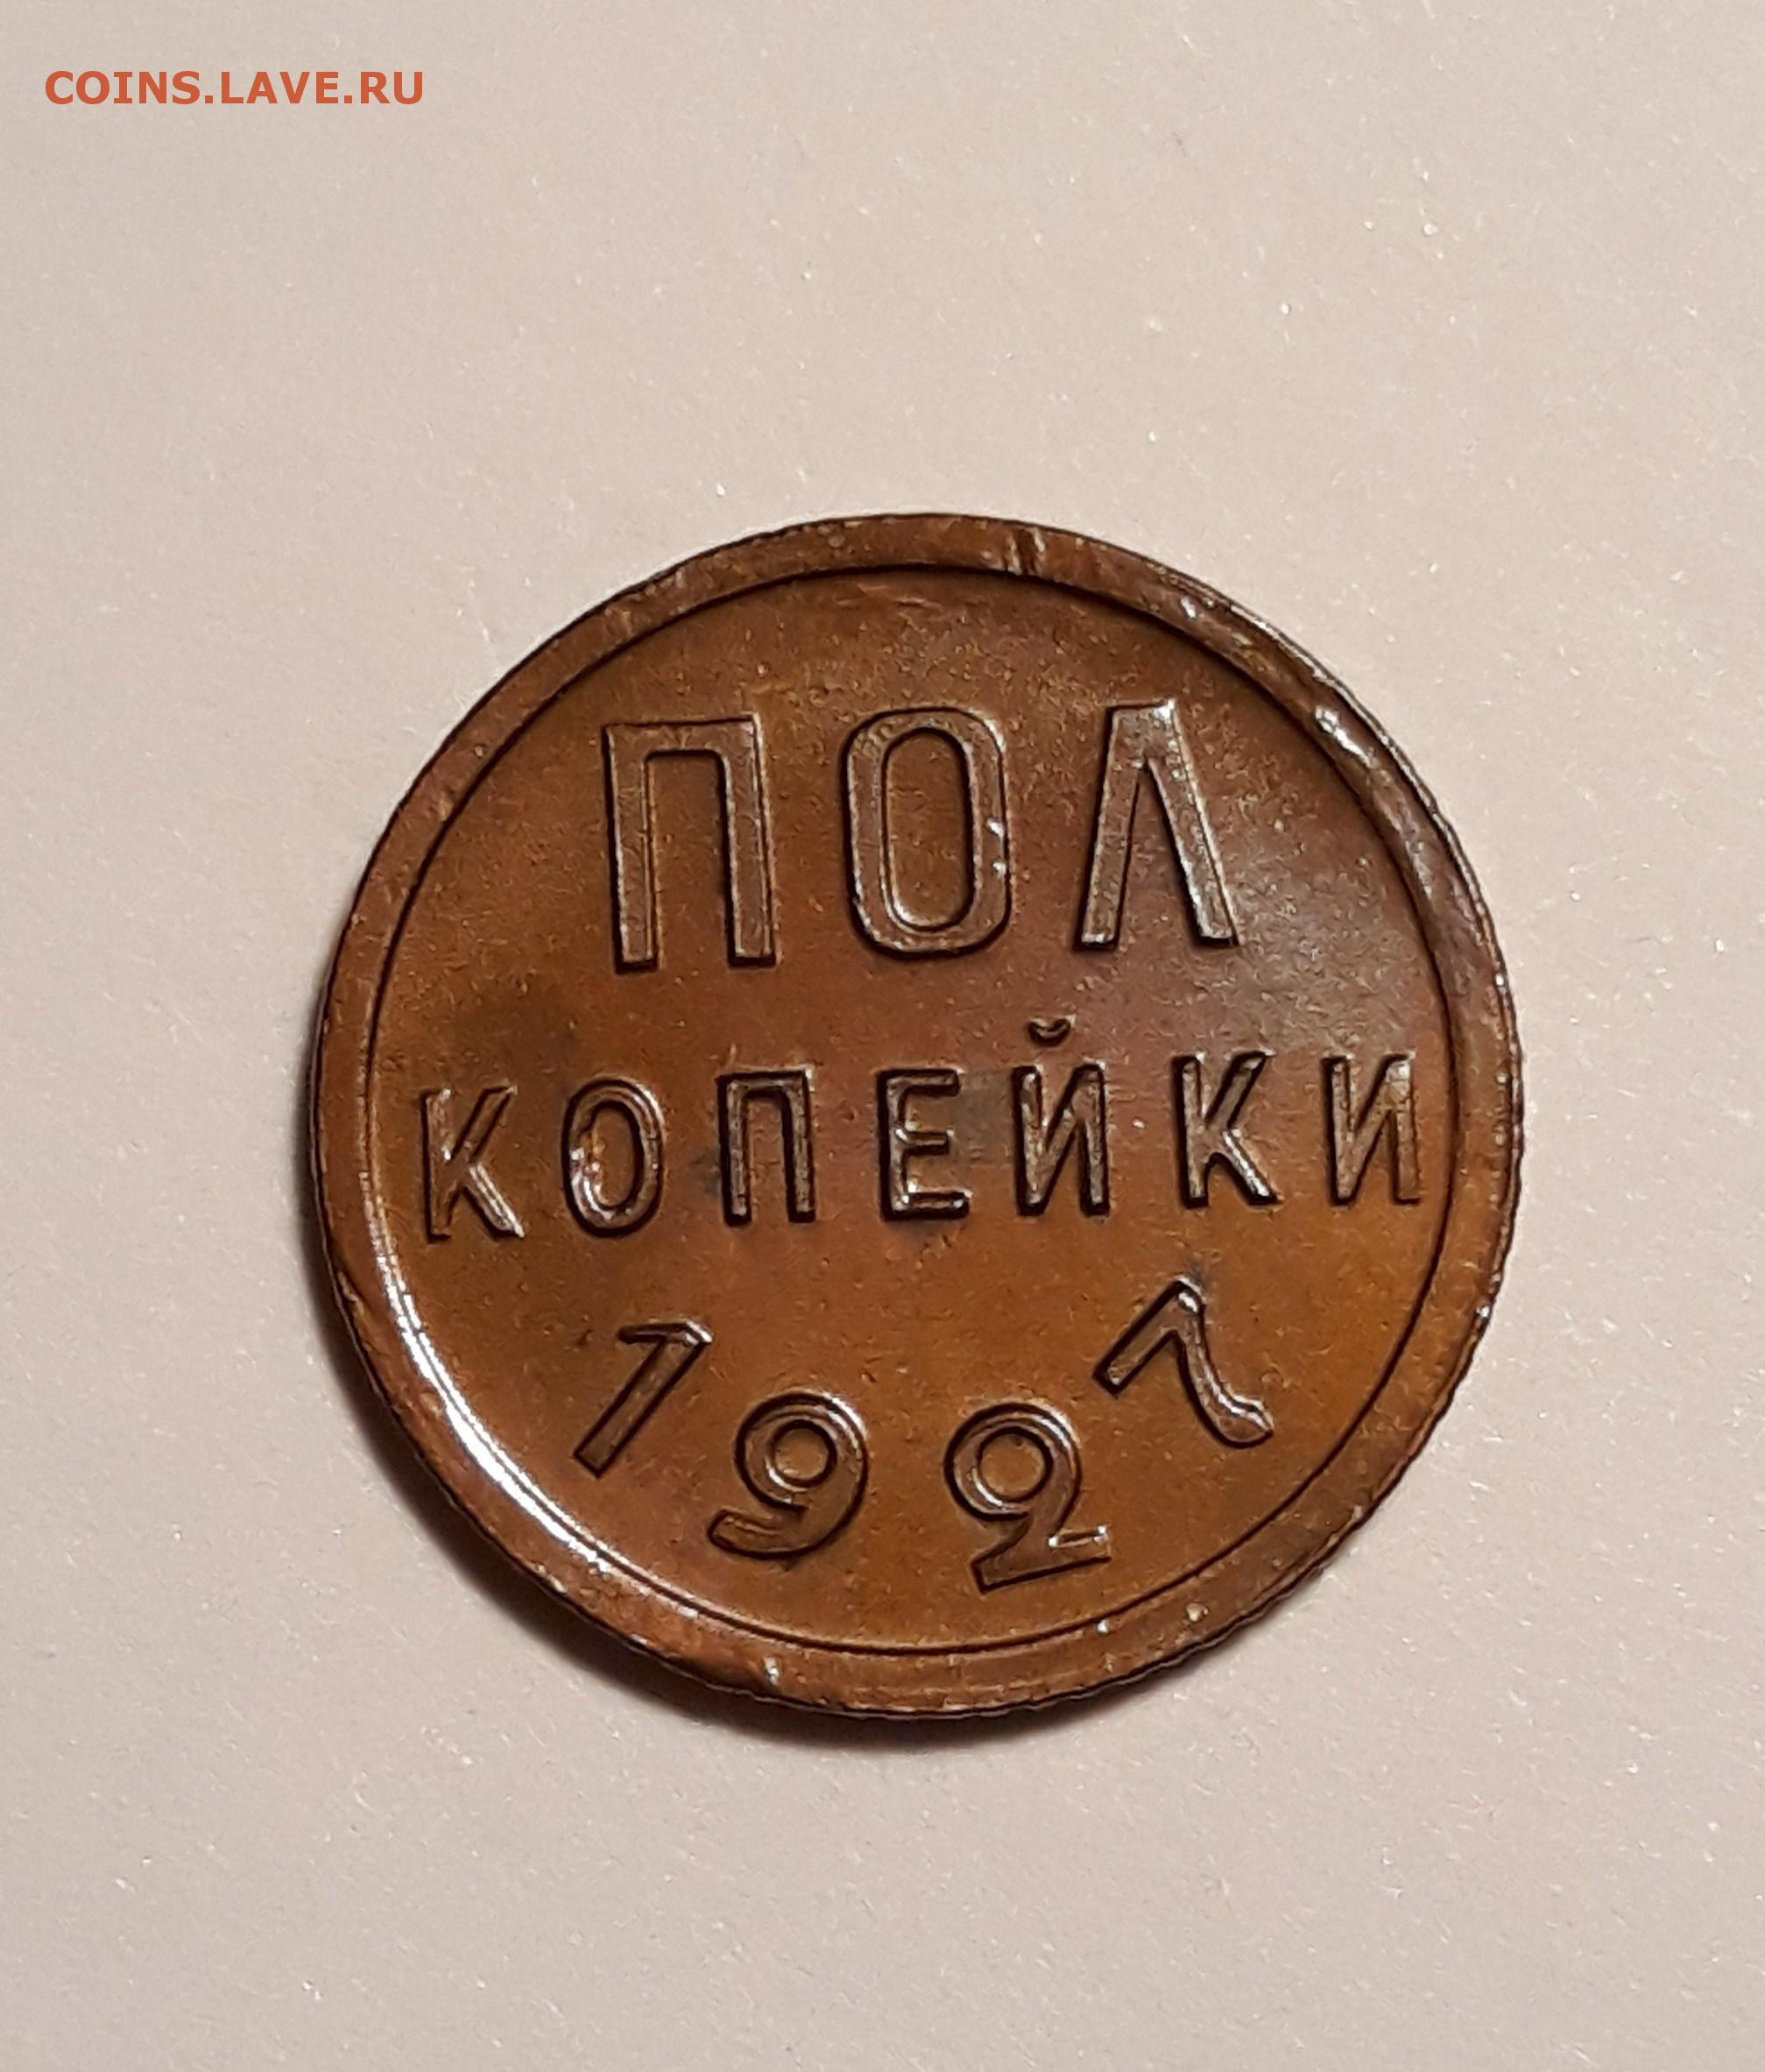 COINS.LAVE.RU
ПОЛ
КОПЕЙКИ
1927